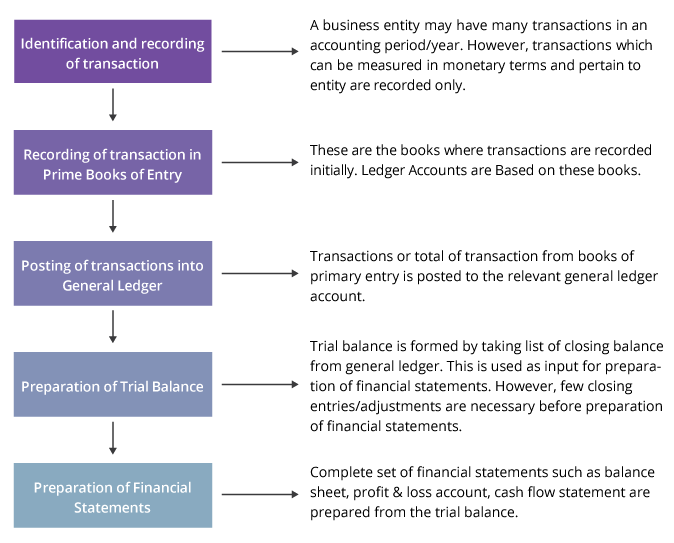 Identification and recording
of transaction
A business entity may have many transactions in an
accounting period/year. However, transactions which
can be measured in monetary terms and pertain to
entity are recorded only.
Recording of transaction in
Prime Books of Entry
These are the books where transactions are recorded
initially. Ledger Accounts are Based on these books.
Posting of transactions into
General Ledger
Transactions or total of transaction from books of
primary entry is posted to the relevant general ledger
account.
Preparation of Trial Balance
Trial balance is formed by taking list of closing balance
from general ledger. This is used as input for prepara-
tion of financial statements. However, few closing
entries/adjustments are necessary before preparation
of financial statements.
Preparation of Financial
Statements
Complete set of financial statements such as balance
sheet, profit & loss account, cash flow statement are
prepared from the trial balance.